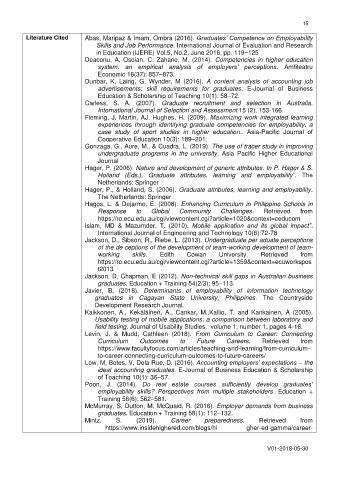 15
Literature Cited
Abas, Maripaz & Imam, Ombra (2016). Graduates' Competence on Employability
Skills and Job Performance. International Journal of Evaluation and Research
in Education (IJERE) Vol.5, No.2, June 2016, pp. 119~125
Deaconu, A, Osoian, C, Zaharie, M. (2014). Competencies in higher education
system: an empirical analysis of employers' perceptions. Amfiteatru
Economic 16(37): 857–873.
Dunbar, K, Laing, G, Wynder, M (2016). A content analysis of accounting job
advertisements: skill requirements for graduates. E-Journal of Business
Education & Scholarship of Teaching 10(1): 58–72.
Carless, S. A. (2007). Graduate recruitment and selection in Australia.
International Journal of Selection and Assessment 15 (2), 153-166.
Fleming, J, Martin, AJ, Hughes, H. (2009). Maximizing work integrated learning
experiences through identifying graduate competencies for employability: a
case study of sport studies in higher education.. Asia-Pacific Journal of
Cooperative Education 10(3): 189–201.
Gonzaga, G., Aure, M., & Cuadra, L. (2019). The use of tracer study in improving
undergraduate programs in the university. Asia Pacific Higher Educational
Journal
Hager, P. (2006). Nature and development of generic attributes. In P. Hager & S.
Holland (Eds.), Graduate attributes, learning and employability'. The
Netherlands: Springer
Hager, P., & Holland, S. (2006). Graduate attributes, learning and employability.
The Netherlands: Springer
Hagos, L. & Dejarme, E. (2008). Enhancing Curriculum in Philippine Schools in
Response to Global Community Challenges. Retrieved from
https://ro.ecu.edu.au/cgi/viewcontent.cgi?article=1020&context=ceducom
Islam, MD & Mazumder, T. (2010). Mobile application and its global impact".
International Journal of Engineering and Technology 10(6):72-78
Jackson, D., Sibson, R., Riebe, L. (2013). Undergraduate per aduate perceptions
of the de ceptions of the development of team-working development of team-
working skills. Edith Cowan University. Retrieved from
https://ro.ecu.edu.au/cgi/viewcontent.cgi?article=1359&context=ecuworkspos
t2013
Jackson, D, Chapman, E (2012). Non-technical skill gaps in Australian business
graduates. Education + Training 54(2/3): 95–113.
Javier, B. (2018). Determinants of employability of information technology
graduates in Cagayan State University, Philippines. The Countryside
Development Research Journal.
Kaikkonen, A., Kekäläinen, A., Cankar, M.,Kallio, T. and Kankainen, A (2005).
Usability testing of mobile applications: a comparison between laboratory and
field testing. Journal of Usability Studies. volume 1, number 1, pages 4-16.
Levin, J. & Mudd, Cathleen (2018). From Curriculum to Career: Connecting
Curriculum Outcomes to Future Careers. Retrieved from
https://www.facultyfocus.com/articles/teaching-and-learning/from-curriculum-
to-career-connecting-curriculum-outcomes-to-future-careers/
Low, M, Botes, V, Dela Rue, D. (2016). Accounting employers' expectations – the
ideal accounting graduates. E-Journal of Business Education & Scholarship
of Teaching 10(1): 36–57.
Poon, J. (2014). Do real estate courses sufficiently develop graduates'
employability skills? Perspectives from multiple stakeholders. Education +
Training 56(6): 562–581.
McMurray, S, Dutton, M, McQuaid, R. (2016). Employer demands from business
graduates. Education + Training 58(1): 112–132.
Mintz, S. (2019). Career preparedness. Retrieved from
https://www.insidehighered.com/blogs/hi gher-ed-gamma/career-
V01-2018-05-30